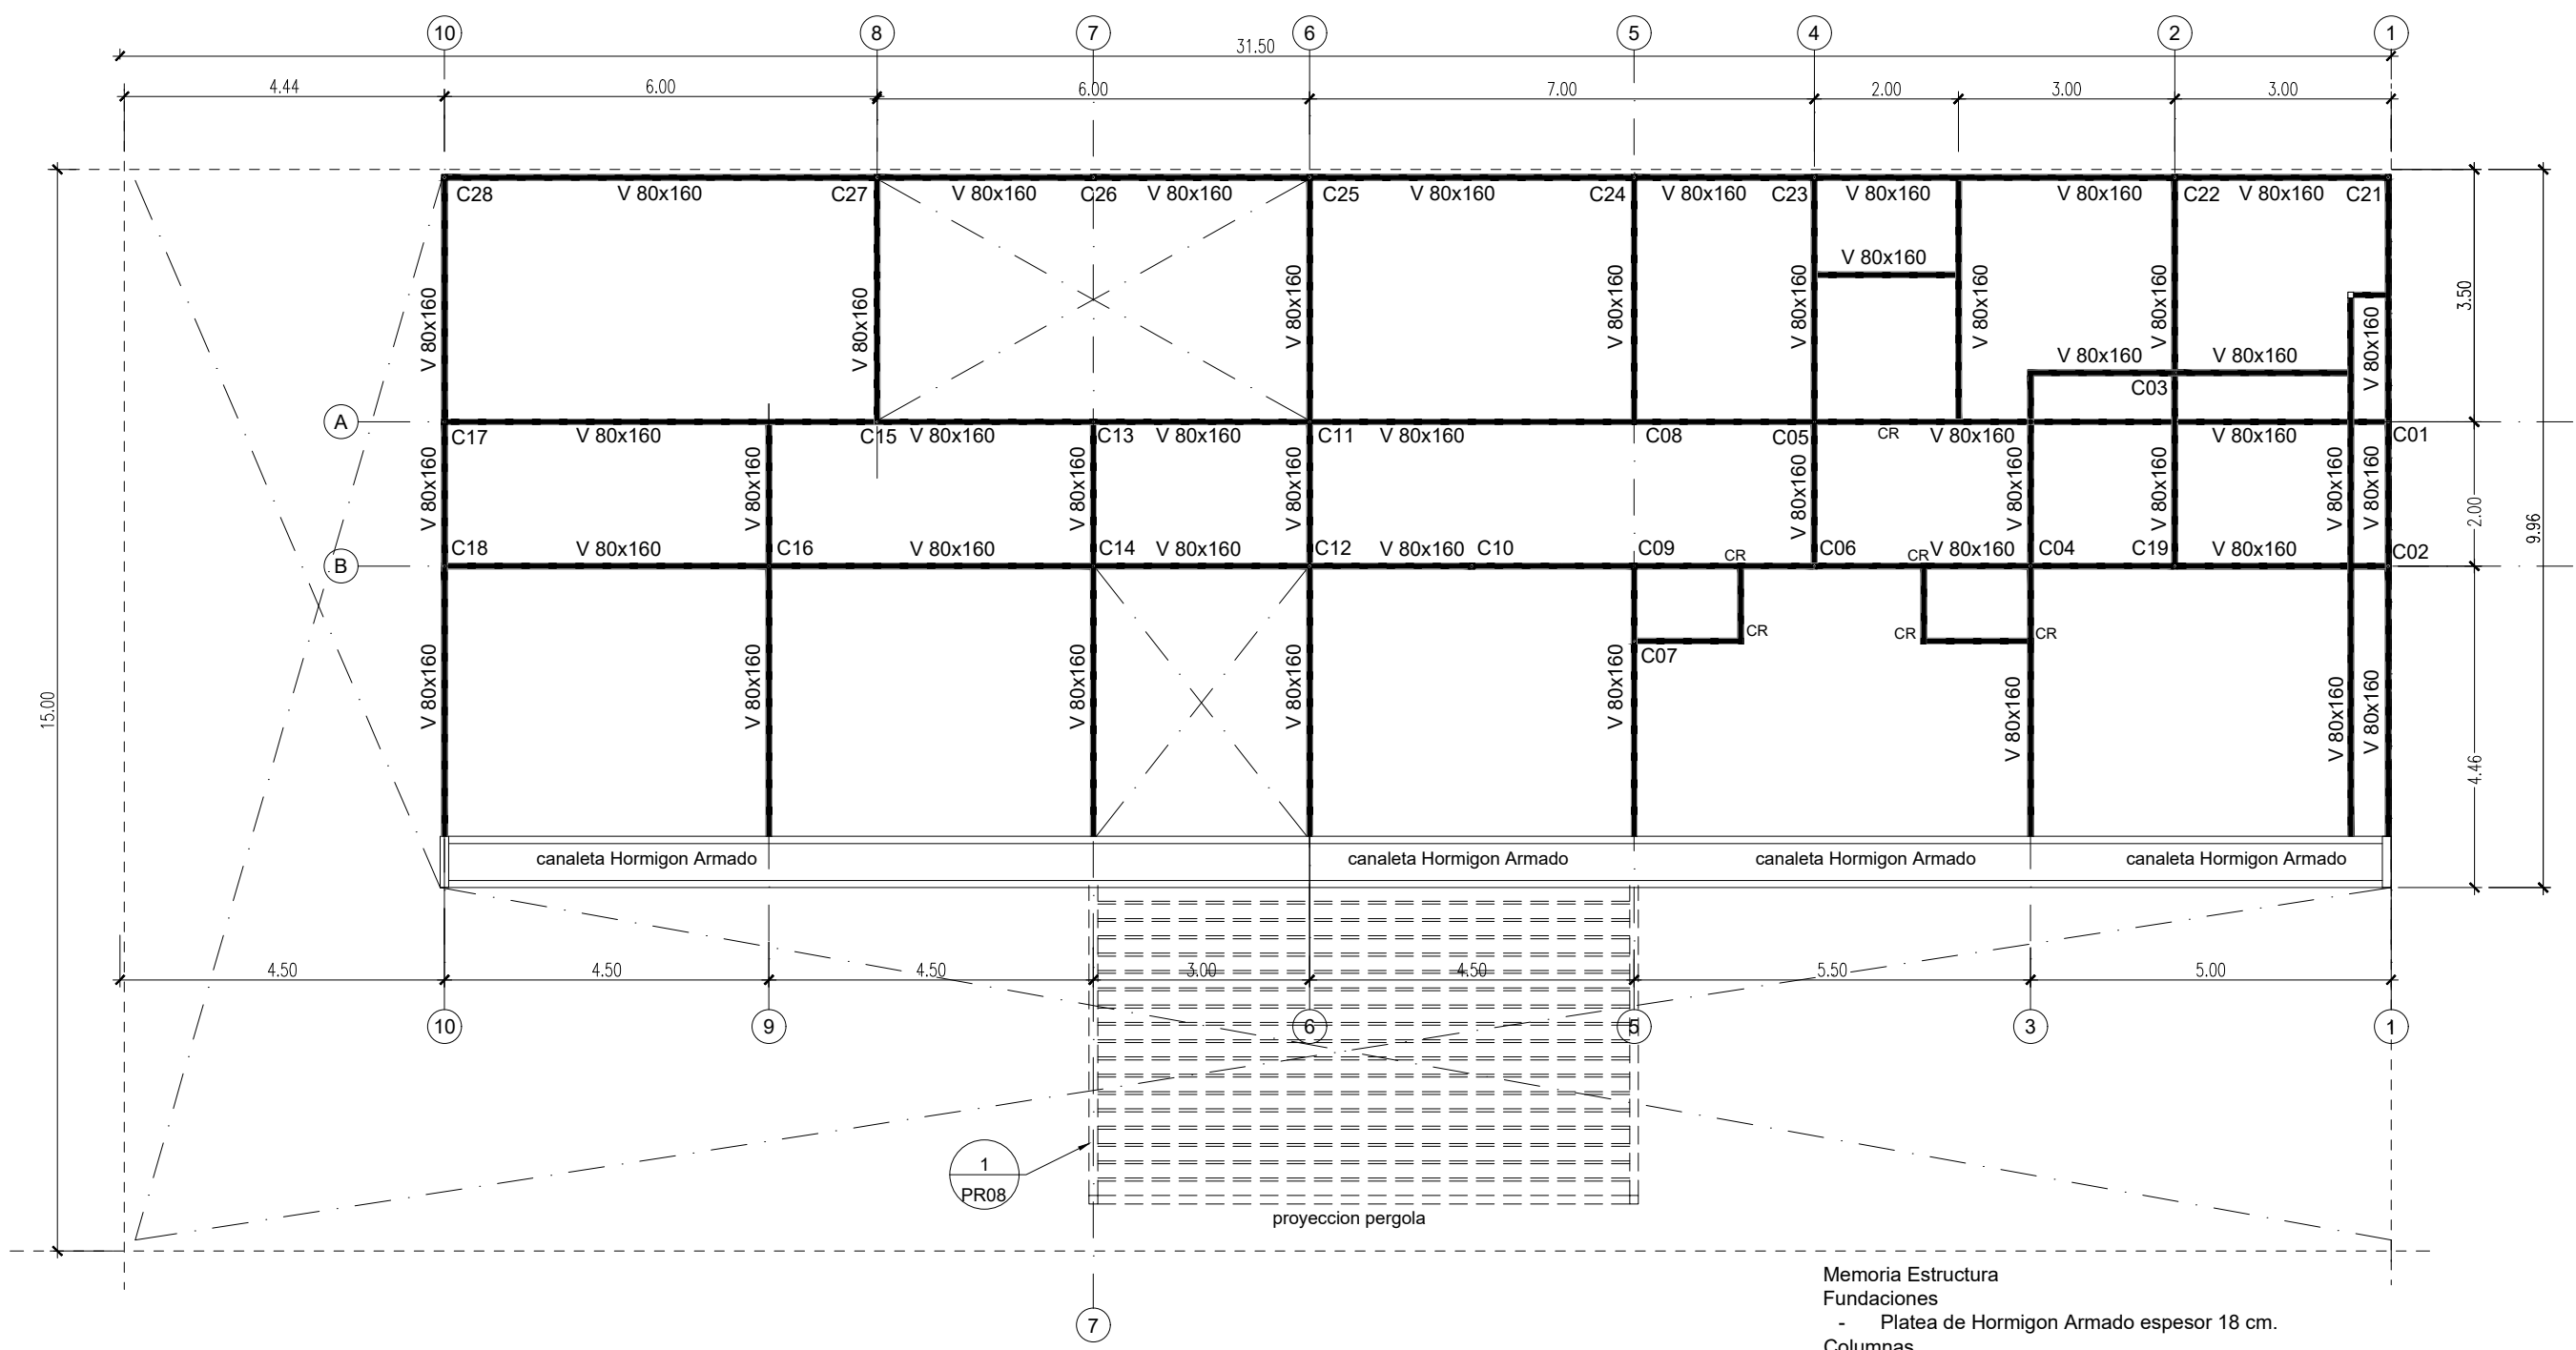 10 8 7 6 5 4 2 1
31.50
4.44 6.00 6.00 7.00 2.00 3.00 3.00
C28 V 80x160 C27 V 80x160 C26 V 80x160 C25 V 80x160 C24 V 80x160 C23 V 80x160 V 80x160 C22 V 80x160 C21
V 80x160
V 80x160 V 80x160 V 80x160 V 80x160 V 80x160 V 80x160 V 80x160 V 80x160 V 80x160
3.50
V 80x160 V 80x160
C03
A
C17 V 80x160 C15 V 80x160 C13 V 80x160 C11 V 80x160 C08 C05 CR V 80x160 V 80x160 C01
V 80x160 V 80x160 V 80x160 V 80x160 V 80x160 V 80x160 V 80x160 V 80x160 V 80x160
2.00
9.96
B
C18 V 80x160 C16 V 80x160 C14 V 80x160 C12 V 80x160 C10 C09 CR C06 CR V 80x160 C04 C19 V 80x160 C02
CR CR CR
C07
V 80x160 V 80x160 V 80x160 V 80x160 V 80x160 V 80x160 V 80x160 V 80x160
15.00
4.46
canaleta Hormigon Armado canaleta Hormigon Armado canaleta Hormigon Armado canaleta Hormigon Armado
4.50 4.50 4.50 3.00 4.50 5.50 5.00
10 9 6 5 3 1
1
PR08
proyeccion pergola
7
Memoria Estructura
Fundaciones
- Platea de Hormigon Armado espesor 18 cm.
Columnas